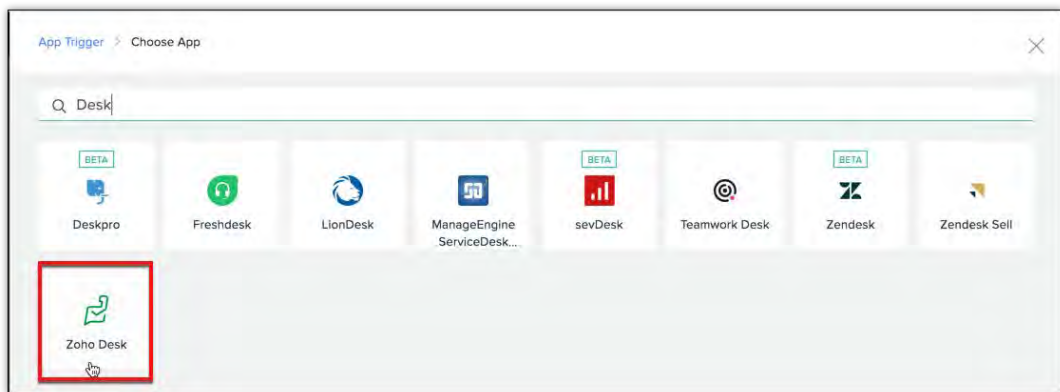 App Trigger > Choose App
Desk
BETA
BETA
BETA
Deskpro
Freshdesk
LionDesk
ManageEngine
ServiceDesk...
sevDesk
Teamwork Desk
Zendesk
Zendesk Sell
Zoho Desk